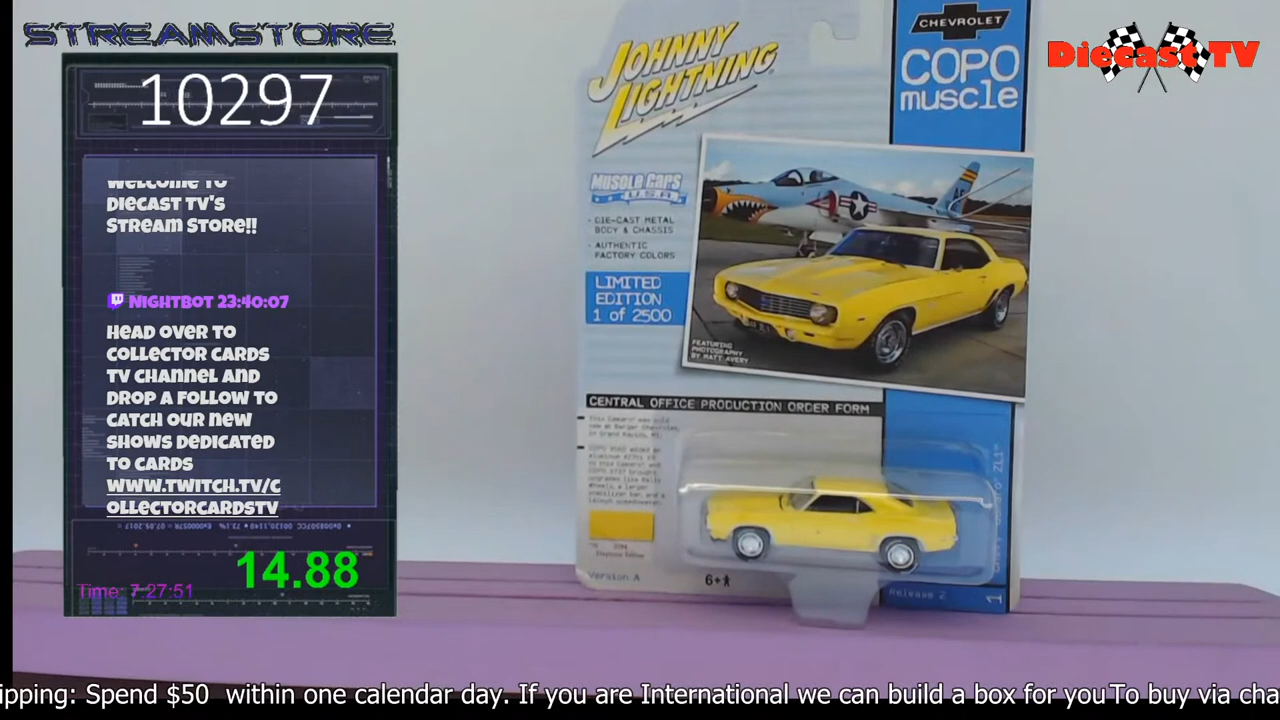 STREAMSTORE
10297
WELCOME TO
DIECAST TV'S
STREAM STORE!!
NIGHTBOT 23:40:07
HEAD OVER TO
COLLECTOR CARDS
TV CHANNEL AND
DROP A FOLLOW TO
CATCH OUR NEW
SHOWS DEDICATED
TO CARDS
WWW.TWITCH.TV/C
OLLECTORCARDSTV
14.88
Time: 7:27:51
JOHNNY
LIGHTNING
CHEVROLET
COPO
muscle
Diecast TV
MUSCLE CARS
U.S.A.
- DIE-CAST METAL
BODY & CHASSIS
- AUTHENTIC
FACTORY COLORS
LIMITED
EDITION
1 of 2500
FEATURING
PHOTOGRAPHY
BY MATT AVERY
CENTRAL OFFICE PRODUCTION ORDER FORM
Version A
6+
Release 2
1
ipping: Spend $50 within one calendar day. If you are International we can build a box for youTo buy via cha